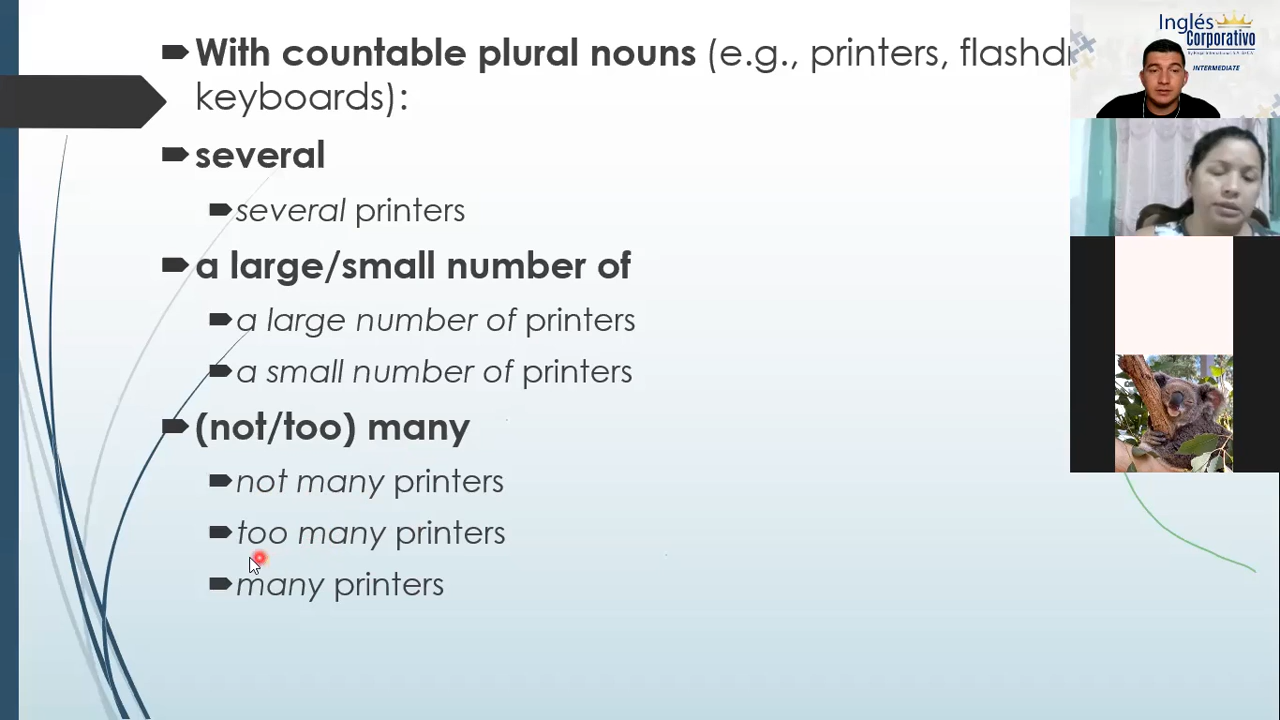 With countable plural nouns (e.g., printers,
keyboards):
several
several printers
a large/small number of
a large number of printers
a small number of printers
(not/too) many
not many printers
too many printers
many printers
Inglés
Corporativo
INTERMEDIATE